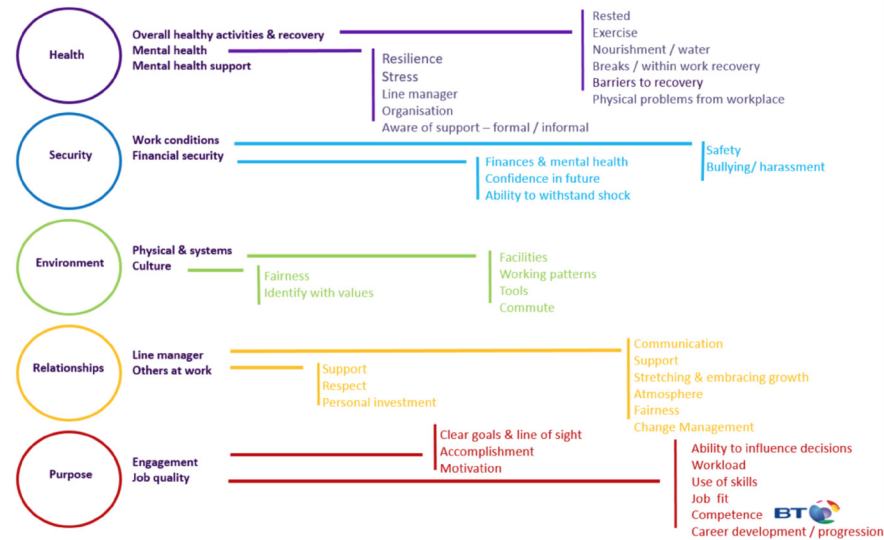 Health
Overall healthy activities & recovery
Mental health
Mental health support
Rested
Exercise
Nourishment / water
Breaks / within work recovery
Barriers to recovery
Physical problems from workplace
Resilience
Stress
Line manager
Organisation
Aware of support – formal / informal
Security
Work conditions
Financial security
Safety
Bullying/ harassment
Finances & mental health
Confidence in future
Ability to withstand shock
Environment
Physical & systems
Culture
Facilities
Working patterns
Tools
Commute
Fairness
Identify with values
Relationships
Line manager
Others at work
Communication
Support
Stretching & embracing growth
Atmosphere
Fairness
Change Management
Support
Respect
Personal investment
Purpose
Engagement
Job quality
Clear goals & line of sight
Accomplishment
Motivation
Ability to influence decisions
Workload
Use of skills
Job fit
Competence
Career development / progression
BT